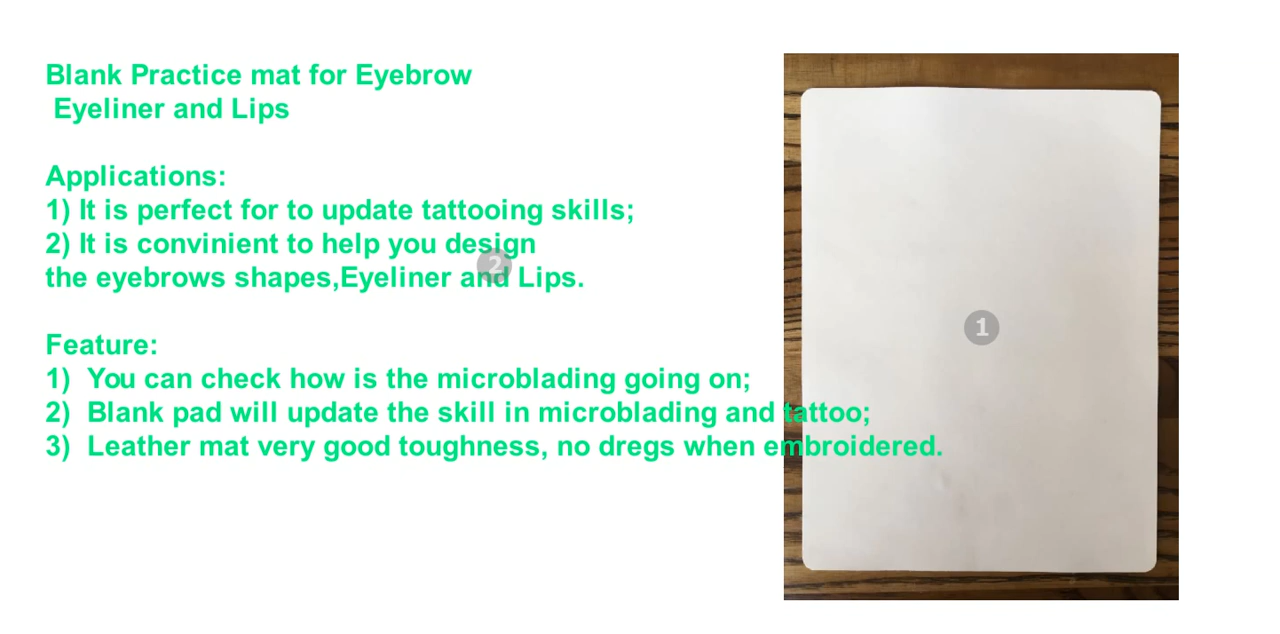 Blank Practice mat for Eyebrow
Eyeliner and Lips
Applications:
1) It is perfect for to update tattooing skills;
2) It is convinient to help you design
the eyebrows shapes,Eyeliner and Lips.
Feature:
1) You can check how is the microblading going on;
2) Blank pad will update the skill in microblading and tattoo;
3) Leather mat very good toughness, no dregs when embroidered.
2
1